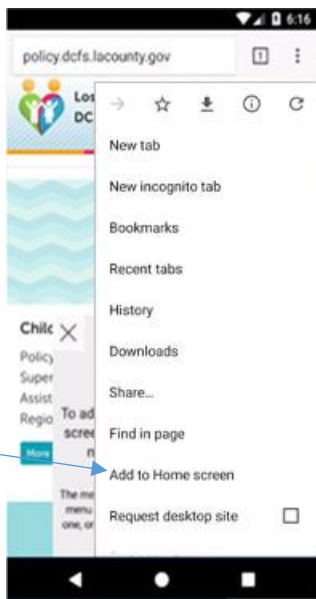 6:16
policy.dcfs.lacounty.gov 1
Los
DC
New tab
New incognito tab
Bookmarks
Recent tabs
History
Downloads
Share...
Find in page
Add to Home screen
Request desktop site
Chilc
Policy
Super
Assist
Regio
More
To ad
scree
n
The me
menu
one, or